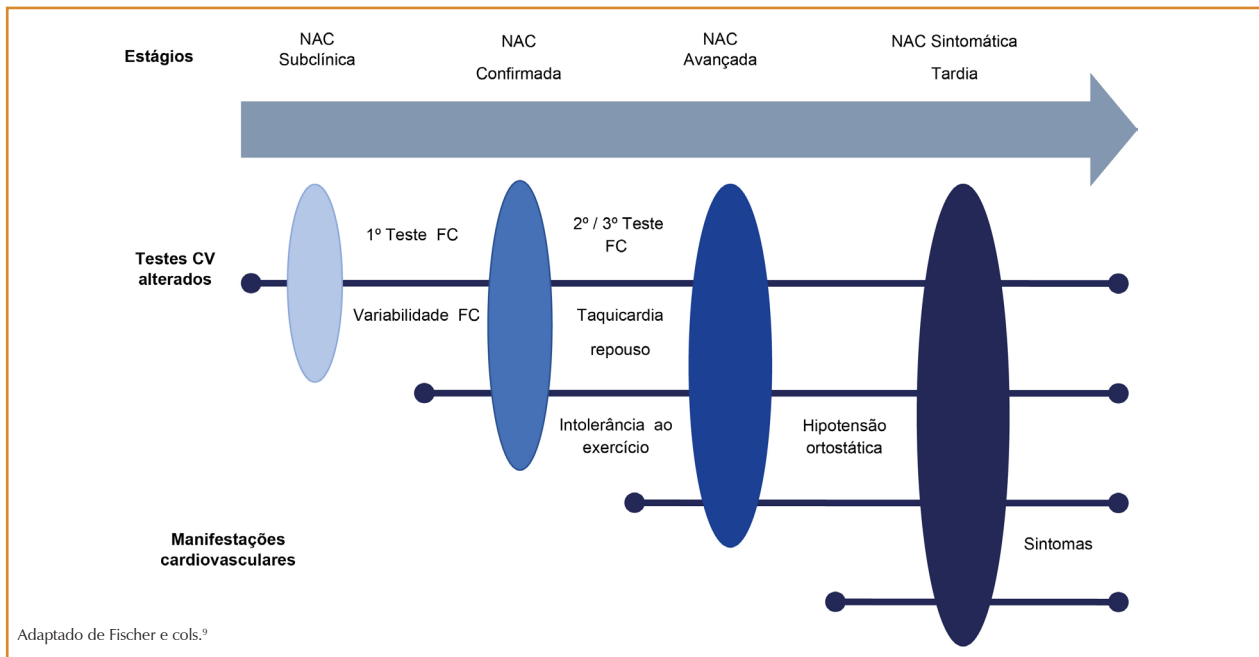 Estágios
NAC
Subclínica
NAC
Confirmada
NAC
Avançada
NAC Sintomática
Tardia
Testes CV
alterados
1º Teste FC
2º / 3º Teste
FC
Variabilidade FC
Taquicardia
repouso
Intolerância ao
exercício
Hipotensão
ortostática
Manifestações
cardiovasculares
Sintomas
Adaptado de Fischer e cols.⁹